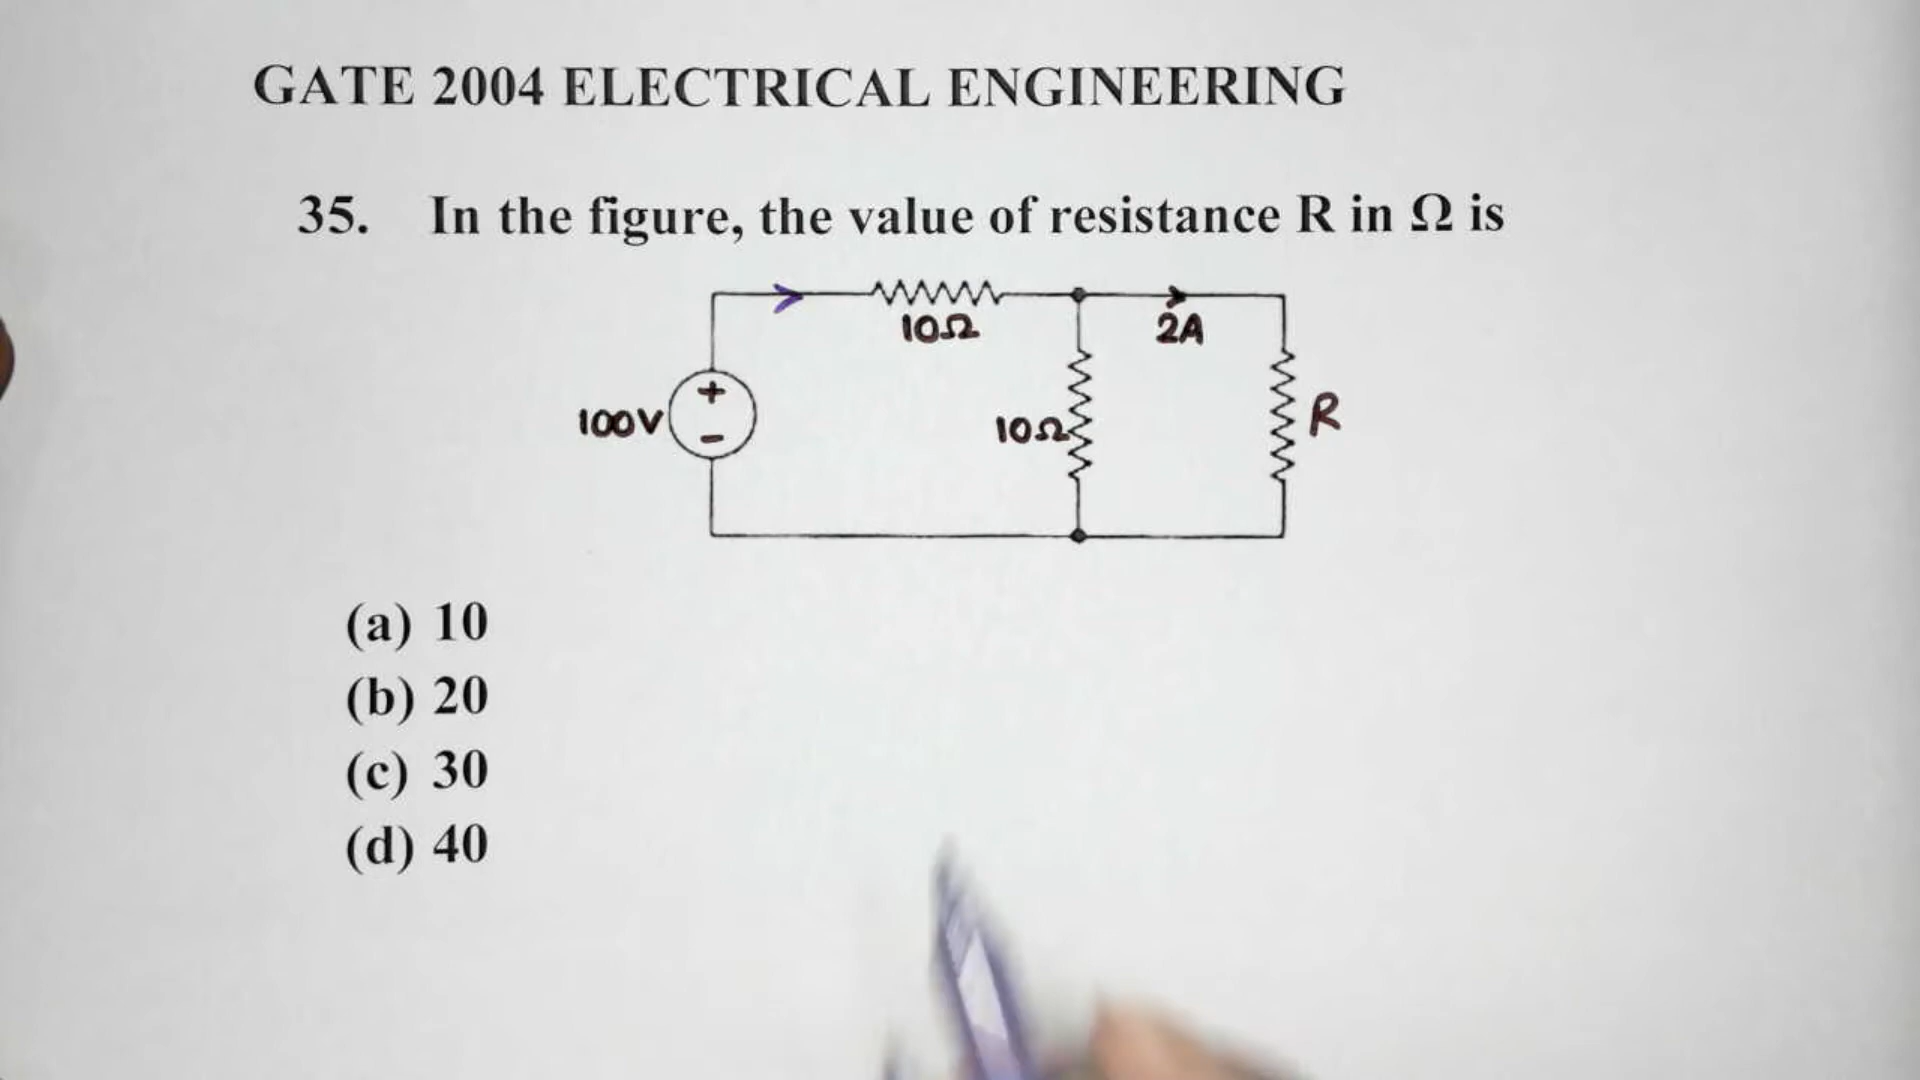 GATE 2004 ELECTRICAL ENGINEERING
35. In the figure, the value of resistance R in Ω is
10Ω
2A
100V
+
-
10Ω
R
(a) 10
(b) 20
(c) 30
(d) 40